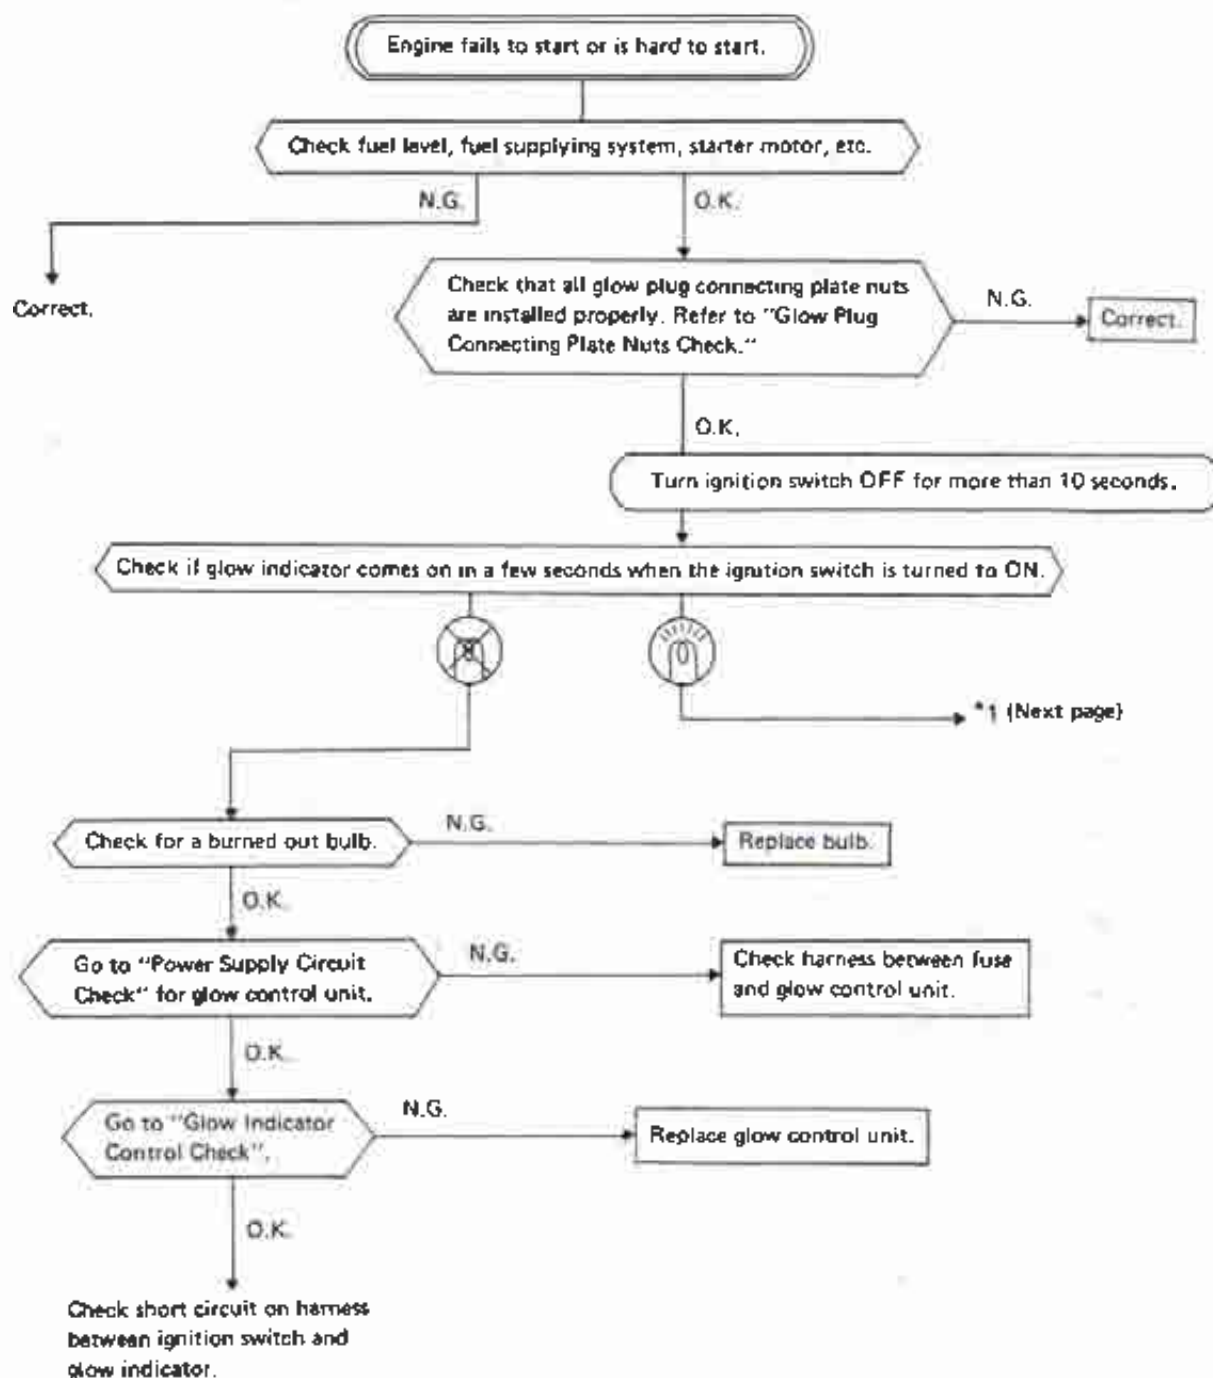 Engine fails to start or is hard to start.
Check fuel level, fuel supplying system, starter motor, etc.
N.G.
O.K.
Correct.
Check that all glow plug connecting plate nuts
are installed properly. Refer to "Glow Plug
Connecting Plate Nuts Check."
N.G.
Correct.
O.K.
Turn ignition switch OFF for more than 10 seconds.
Check if glow indicator comes on in a few seconds when the ignition switch is turned to ON.
*1 (Next page)
Check for a burned out bulb.
N.G.
Replace bulb.
O.K.
Go to "Power Supply Circuit
Check" for glow control unit.
N.G.
Check harness between fuse
and glow control unit.
O.K.
Go to "Glow Indicator
Control Check".
N.G.
Replace glow control unit.
O.K.
Check short circuit on harness
between ignition switch and
glow indicator.